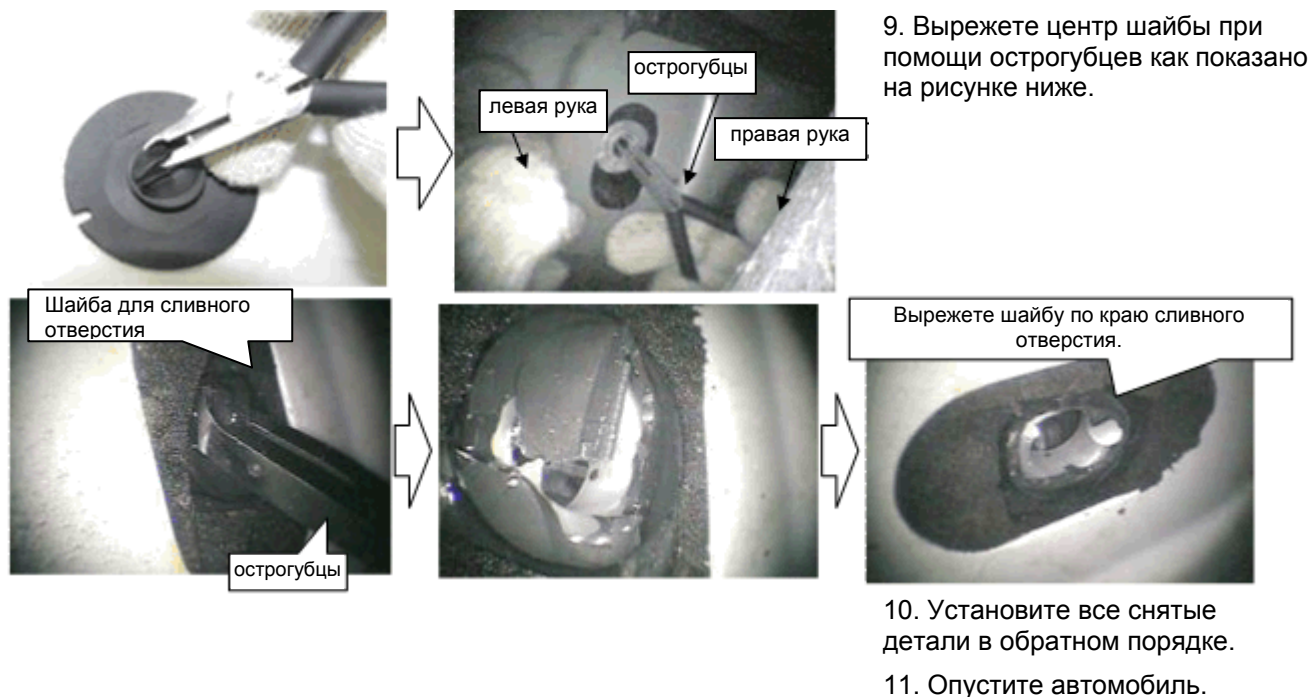 9. Вырежете центр шайбы при
помощи острогубцев как показано
на рисунке ниже.
острогубцы
левая рука
правая рука
Шайба для сливного
отверстия
острогубцы
Вырежете шайбу по краю сливного
отверстия.
10. Установите все снятые
детали в обратном порядке.
11. Опустите автомобиль.